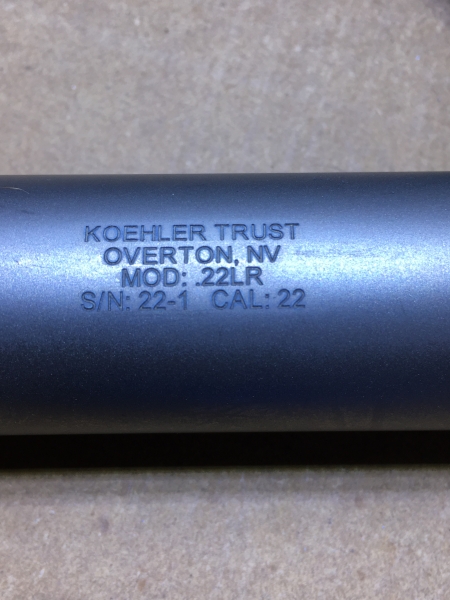 KOEHLER TRUST
OVERTON, NV
MOD: .22LR
S/N: 22-1 CAL: 22